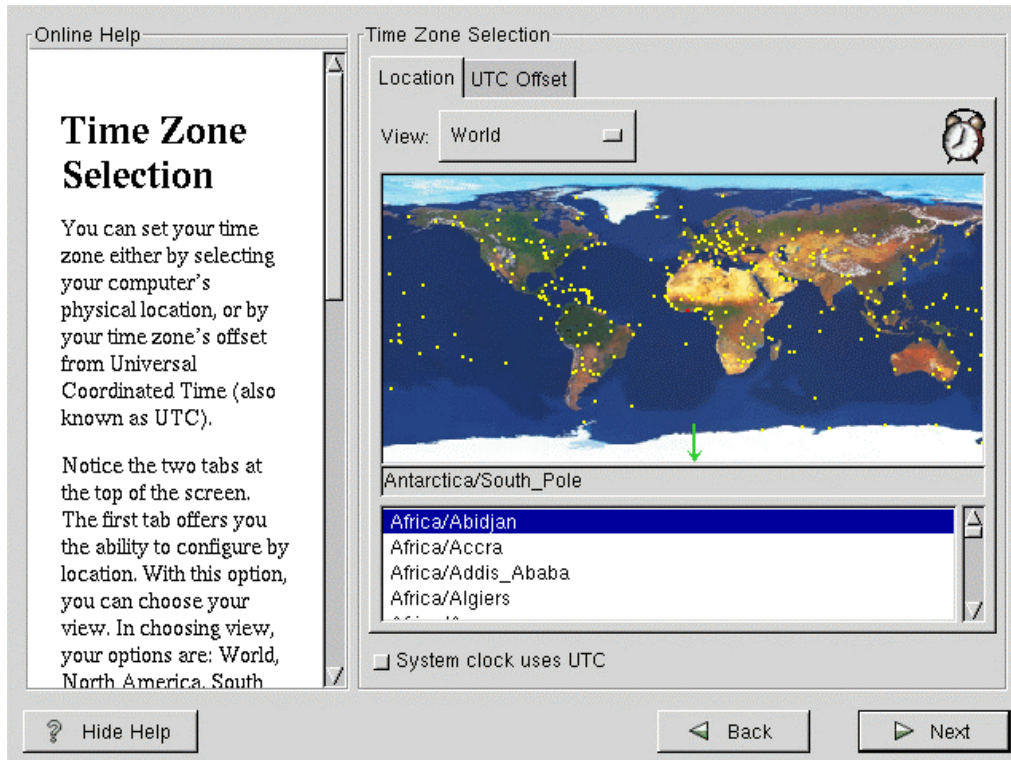 Online Help
Time Zone
Selection
You can set your time
zone either by selecting
your computer's
physical location, or by
your time zone's offset
from Universal
Coordinated Time (also
known as UTC).
Notice the two tabs at
the top of the screen.
The first tab offers you
the ability to configure by
location. With this option,
you can choose your
view. In choosing view,
your options are: World,
North America, South
Time Zone Selection
Location UTC Offset
View: World
Antarctica/South_Pole
Africa/Abidjan
Africa/Accra
Africa/Addis_Ababa
Africa/Algiers
System clock uses UTC
Hide Help
Back
Next